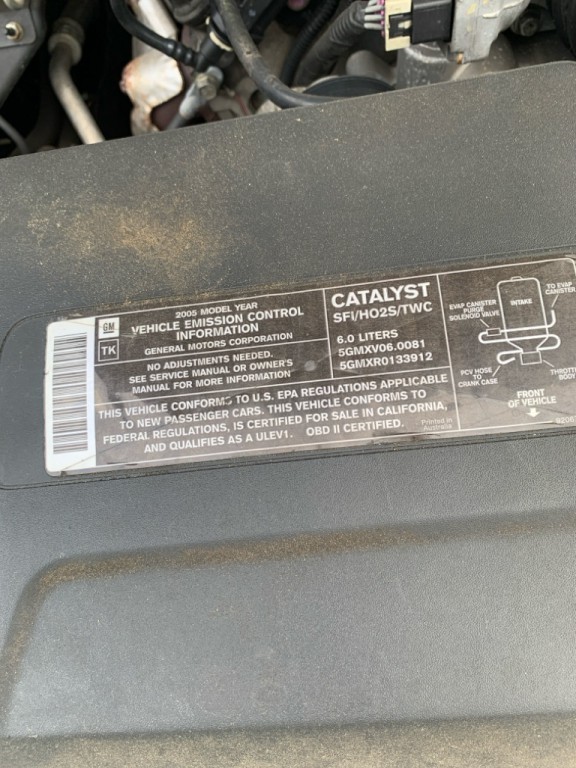 GM
TK
2005 MODEL YEAR
VEHICLE EMISSION CONTROL
INFORMATION
GENERAL MOTORS CORPORATION
NO ADJUSTMENTS NEEDED.
SEE SERVICE MANUAL OR OWNER'S
MANUAL FOR MORE INFORMATION
CATALYST
SFI/HO2S/TWC
6.0 LITERS
5GMXV06.0081
5GMXR0133912
THIS VEHICLE CONFORMS TO U.S. EPA REGULATIONS APPLICABLE
TO NEW PASSENGER CARS. THIS VEHICLE CONFORMS TO
FEDERAL REGULATIONS, IS CERTIFIED FOR SALE IN CALIFORNIA,
AND QUALIFIES AS A ULEV1. OBD II CERTIFIED.
Printed in
Australia
EVAP CANISTER
PURGE
SOLENOID VALVE
INTAKE
TO EVAP
CANISTER
PCV HOSE TO
CRANK CASE
THROTT
BODY
FRONT
OF VEHICLE